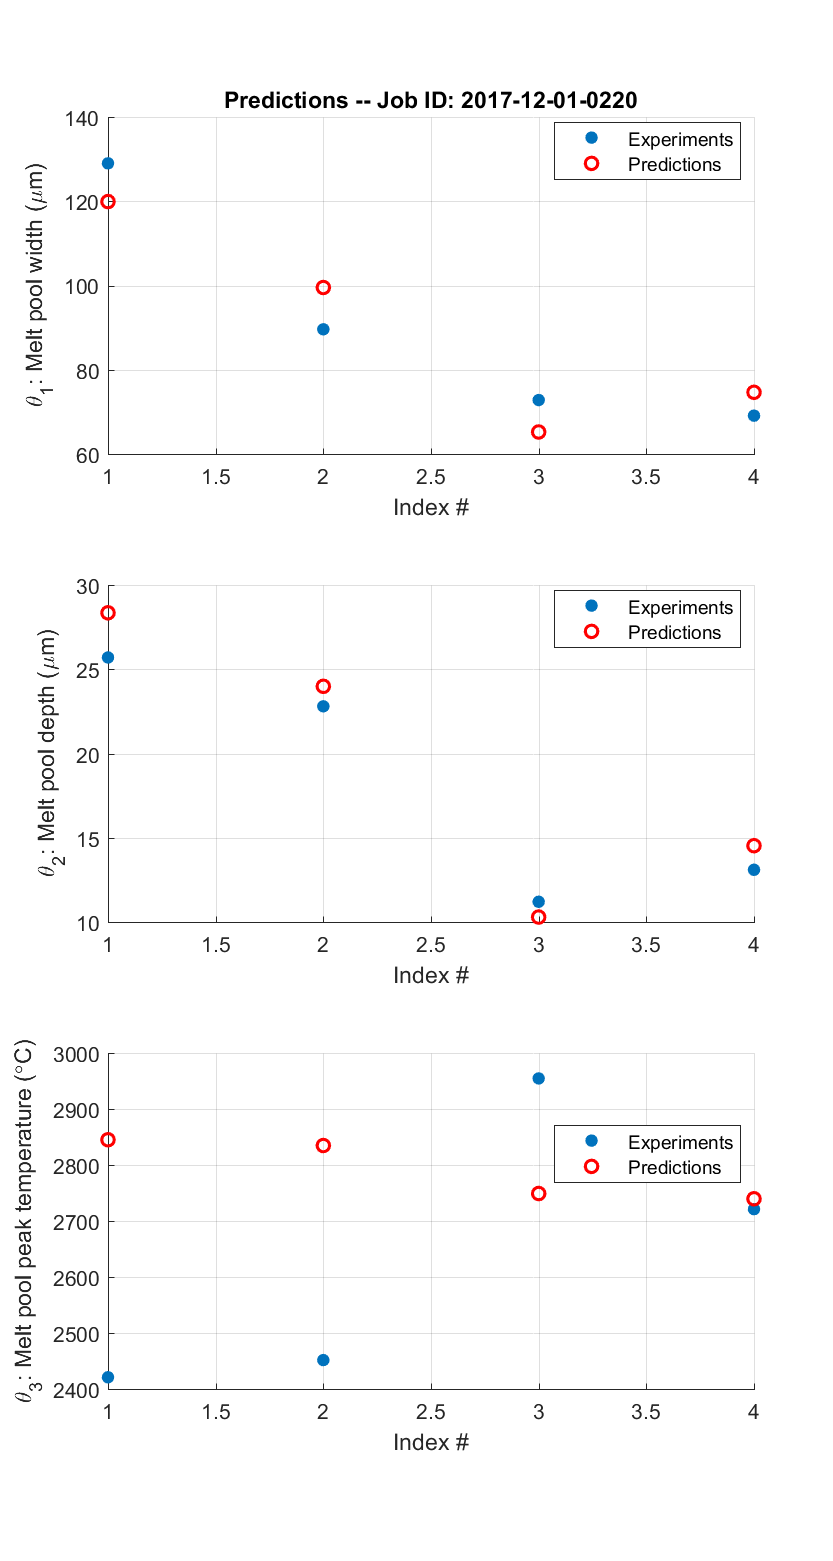 Predictions -- Job ID: 2017-12-01-0220
140
120
100
80
60
θ1: Melt pool width (μm)
Experiments
Predictions
1 1.5 2 2.5 3 3.5 4
Index #
30
25
20
15
10
θ2: Melt pool depth (μm)
Experiments
Predictions
1 1.5 2 2.5 3 3.5 4
Index #
3000
2900
2800
2700
2600
2500
2400
θ3: Melt pool peak temperature (°C)
Experiments
Predictions
1 1.5 2 2.5 3 3.5 4
Index #